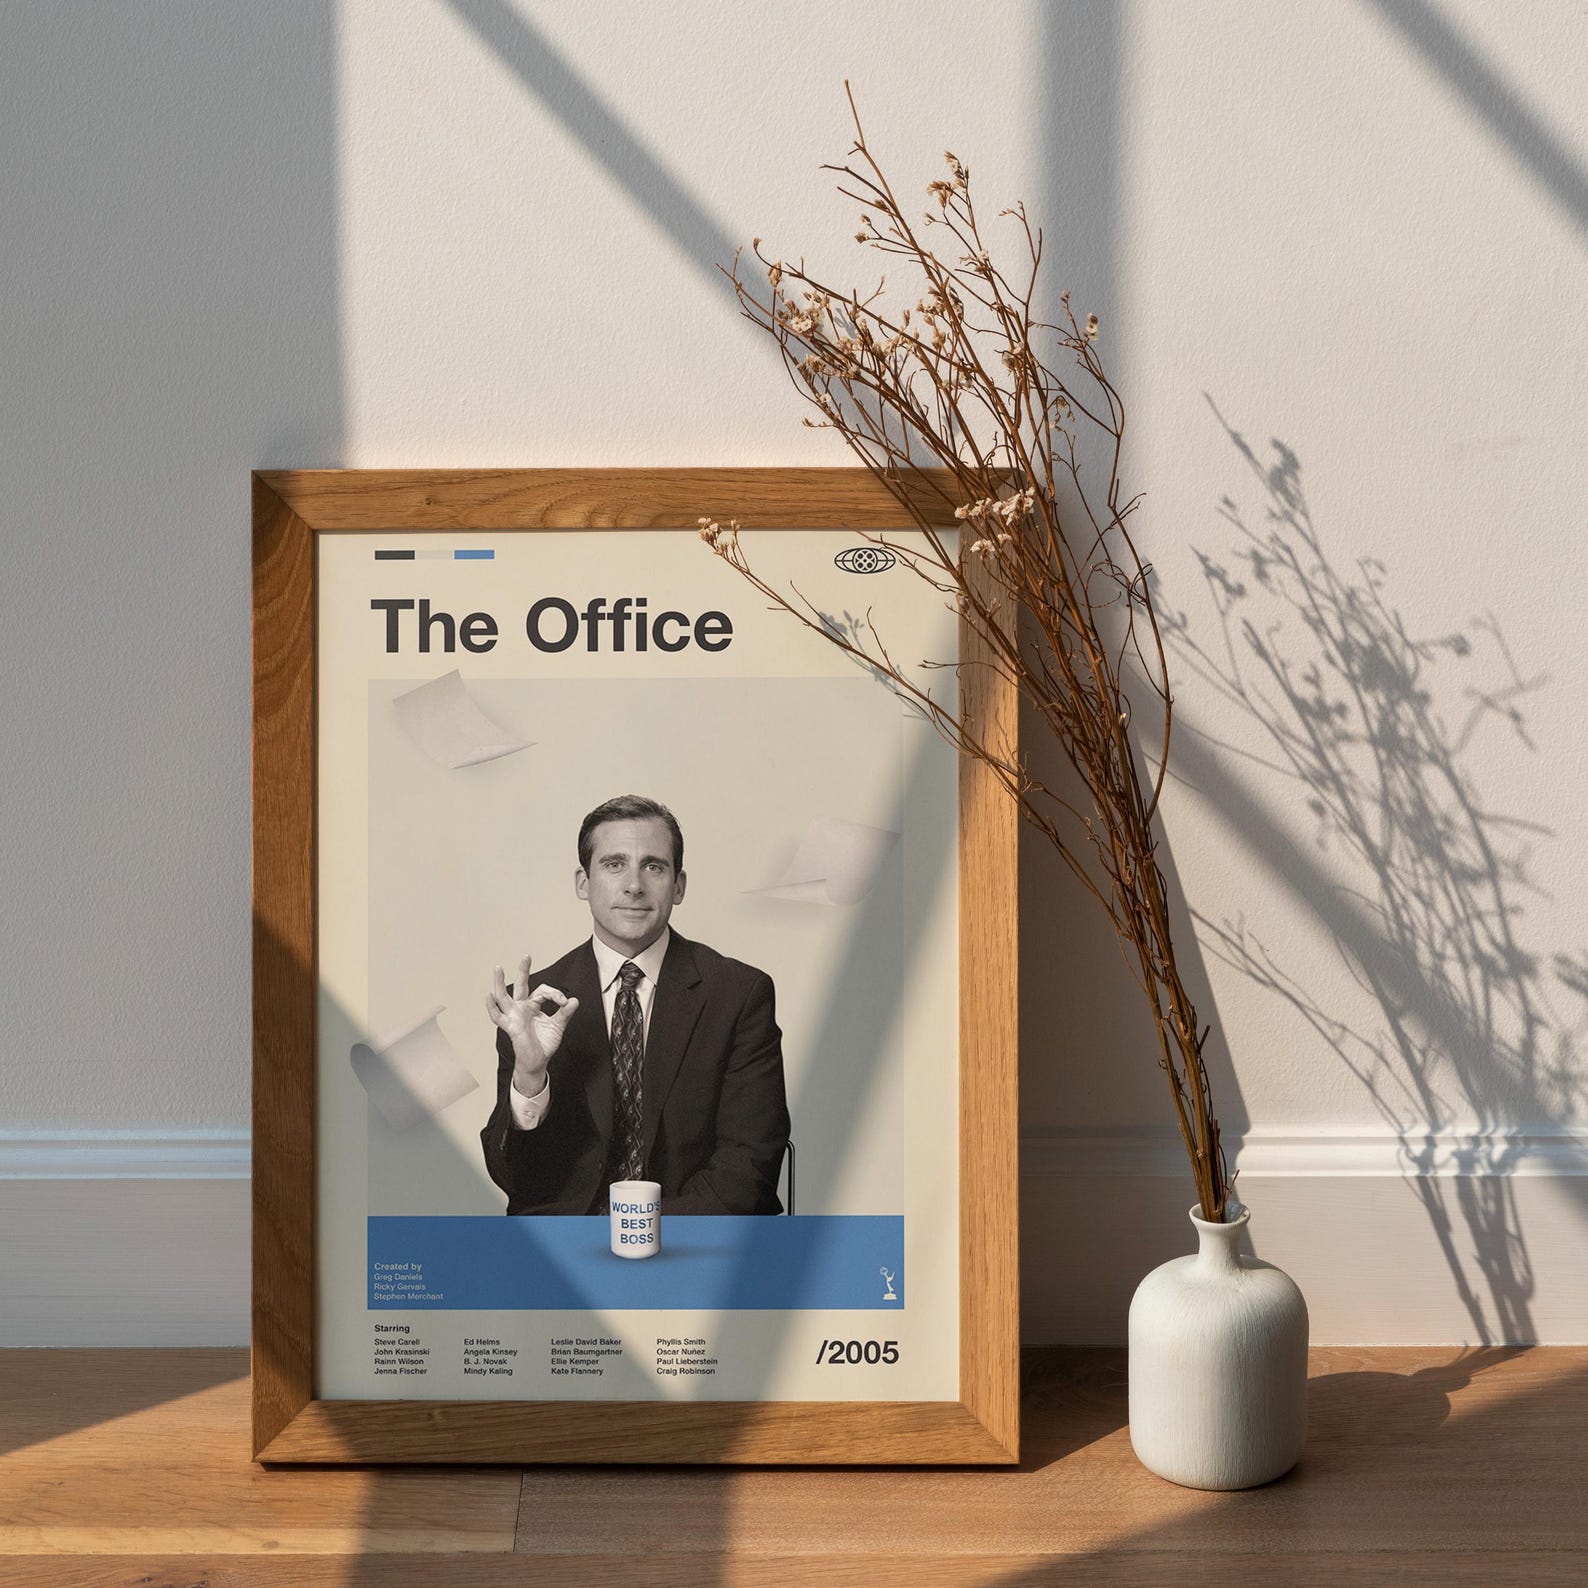 The Office
WORLD'S
BEST
BOSS
Created by
Greg Daniels
Ricky Gervais
Stephen Merchant
Starring
Steve Carell
John Krasinski
Rainn Wilson
Jenna Fischer
Ed Helms
Angela Kinsey
B. J. Novak
Mindy Kaling
Leslie David Baker
Brian Baumgartner
Ellie Kemper
Kate Flannery
Phyllis Smith
Oscar Nuñez
Paul Lieberstein
Craig Robinson
/2005